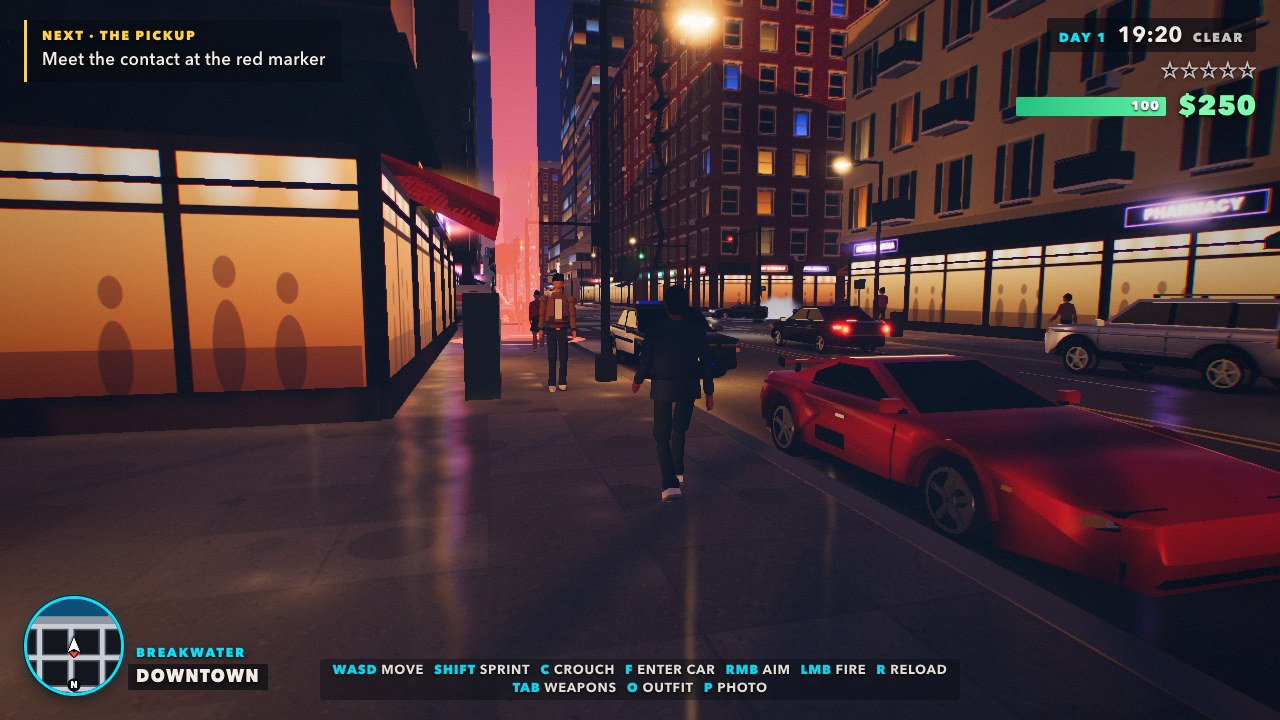 NEXT · THE PICKUP
Meet the contact at the red marker
DAY 1 19:20 CLEAR
100 $250
PHARMACY
BREAKWATER
DOWNTOWN
N
WASD MOVE SHIFT SPRINT C CROUCH F ENTER CAR RMB AIM LMB FIRE R RELOAD
TAB WEAPONS O OUTFIT P PHOTO